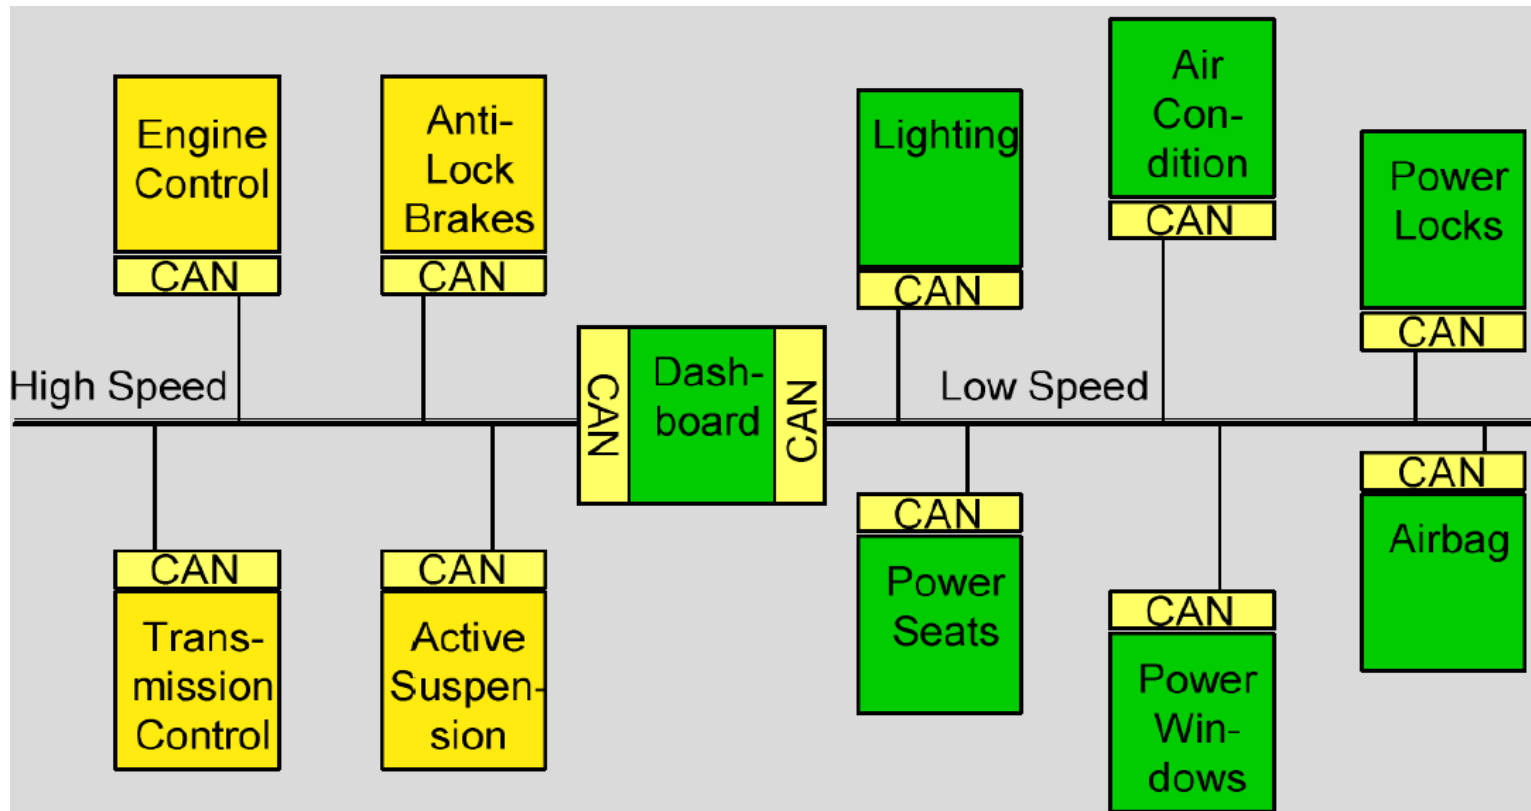 Engine
Control
CAN
Anti-
Lock
Brakes
CAN
Lighting
CAN
Air
Con-
dition
CAN
Power
Locks
CAN
High Speed
CAN
Dash-
board
CAN
Low Speed
CAN
Trans-
mission
Control
CAN
Active
Suspen-
sion
CAN
Power
Seats
CAN
Power
Win-
dows
CAN
Airbag